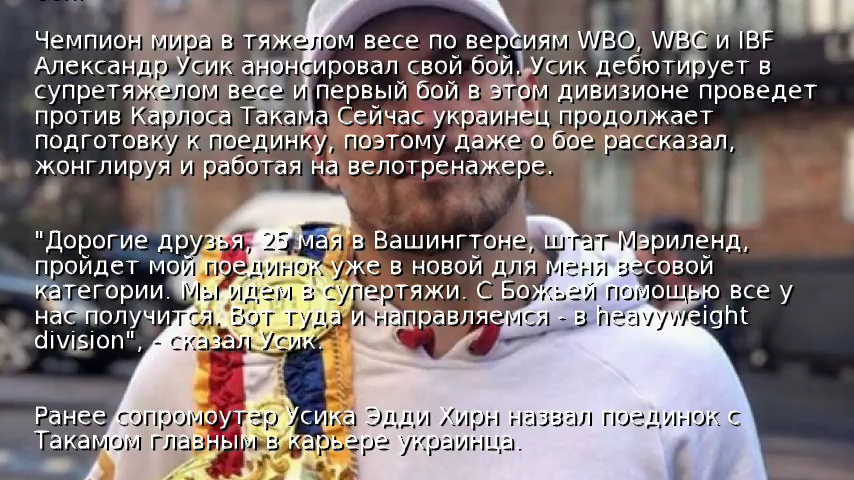 Чемпион мира в тяжелом весе по версиям WBO, WBC и IBF
Александр Усик анонсировал свой бой. Усик дебютирует в
супретяжелом весе и первый бой в этом дивизионе проведет
против Карлоса Такама Сейчас украинец продолжает
подготовку к поединку, поэтому даже о бое рассказал,
жонглируя и работая на велотренажере.
"Дорогие друзья, 25 мая в Вашингтоне, штат Мэриленд,
пройдет мой поединок уже в новой для меня весовой
категории. Мы идем в супертяжи. С Божьей помощью все у
нас получится. Вот туда и направляемся - в heavyweight
division", - сказал Усик.
Ранее сопромоутер Усика Эдди Хирн назвал поединок с
Такамом главным в карьере украинца.